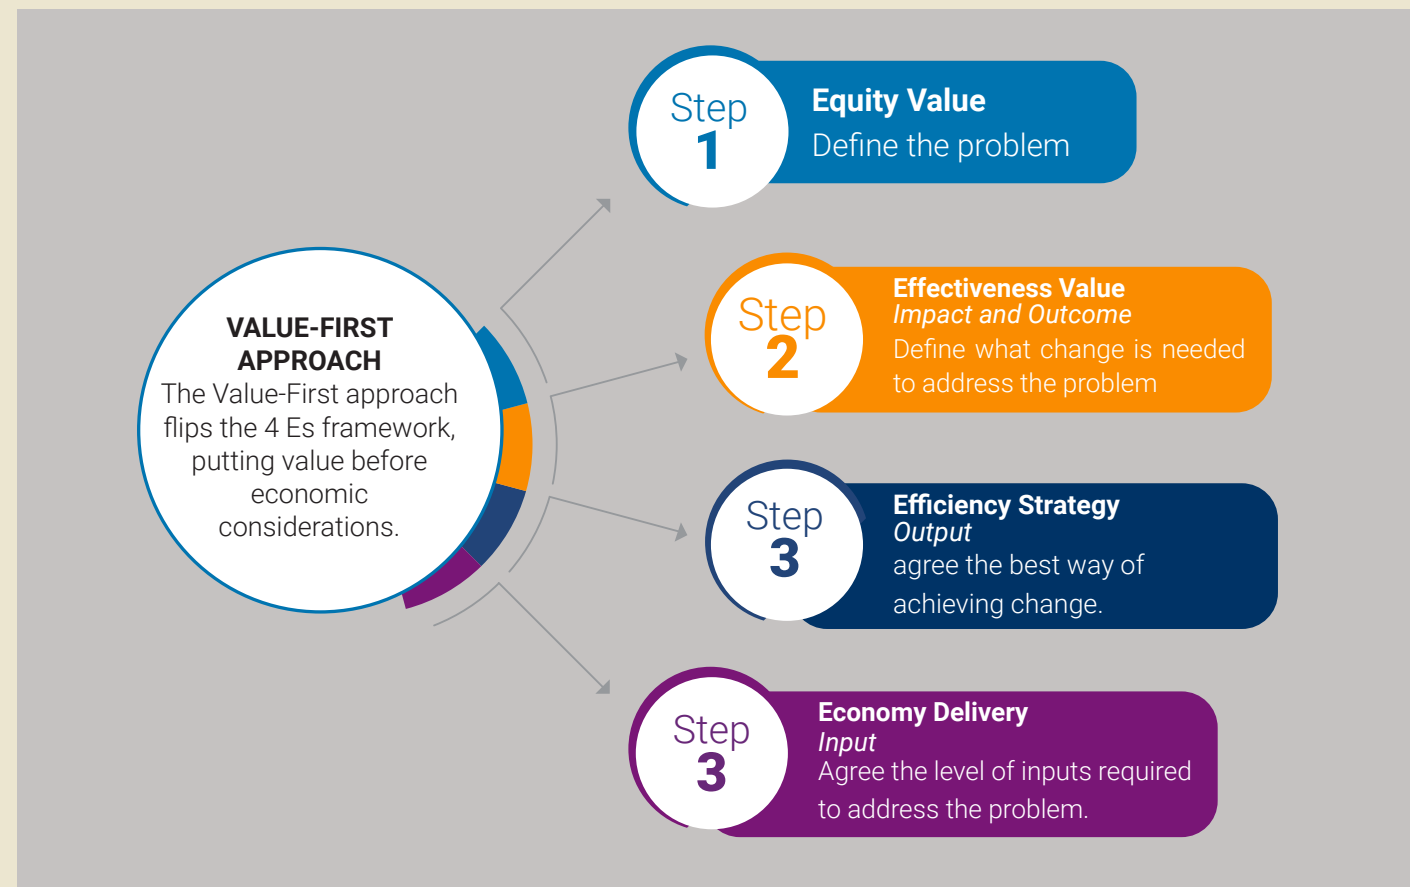 VALUE-FIRST
APPROACH
The Value-First approach
flips the 4 Es framework,
putting value before
economic
considerations.
Step
1
Equity Value
Define the problem
Step
2
Effectiveness Value
Impact and Outcome
Define what change is needed
to address the problem
Step
3
Efficiency Strategy
Output
agree the best way of
achieving change.
Step
3
Economy Delivery
Input
Agree the level of inputs required
to address the problem.